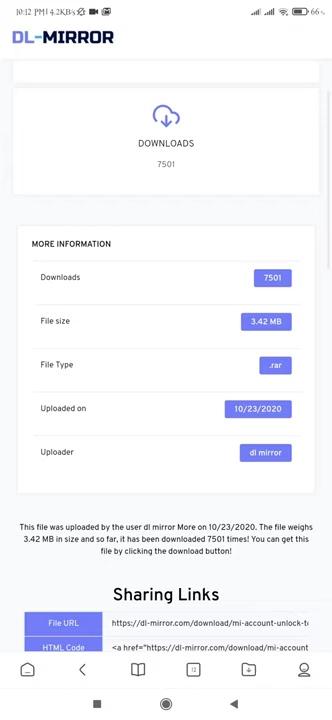 10:12 PM | 4.2KB/s
66
DL-MIRROR
DOWNLOADS
7501
MORE INFORMATION
Downloads
7501
File size
3.42 MB
File Type
.rar
Uploaded on
10/23/2020
Uploader
dl mirror
This file was uploaded by the user dl mirror More on 10/23/2020. The file weighs
3.42 MB in size and so far, it has been downloaded 7501 times! You can get this
file by clicking the download button!
Sharing Links
File URL
https://dl-mirror.com/download/mi-account-unlock-t
HTML Code
<a href="https://dl-mirror.com/download/mi-accoun
12